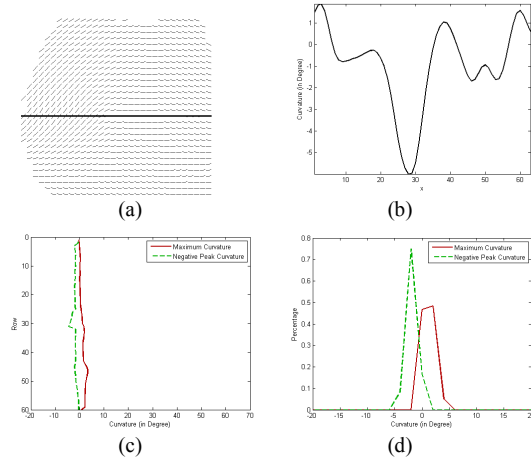 Curvature (in Degree)
1
0
-1
-2
-3
-4
-5
10 20 30 40 50 60
x
(a)
(b)
Row
0
10
20
30
40
50
60
Maximum Curvature
Negative Peak Curvature
-20 -10 0 10 20 30 40 50 60 70
Curvature (in Degree)
(c)
Percentage
0.8
0.7
0.6
0.5
0.4
0.3
0.2
0.1
0
Maximum Curvature
Negative Peak Curvature
-20 -15 -10 -5 0 5 10 15 20
Curvature (in Degree)
(d)